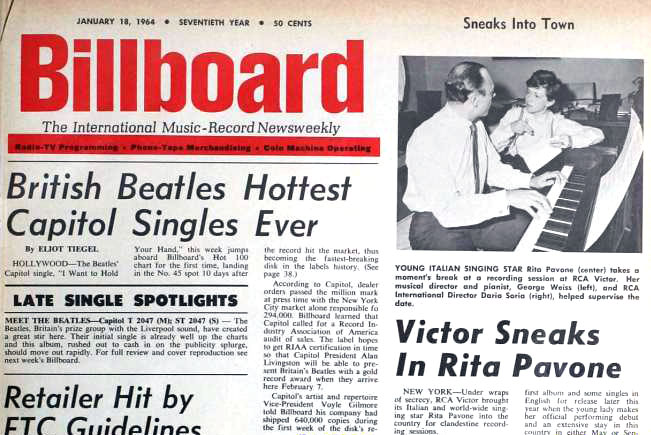 JANUARY 18, 1964 • SEVENTIETH YEAR • 50 CENTS
Billboard
The International Music-Record Newsweekly
Radio-TV Programming • Phone-Tape Merchandising • Coin Machine Operating
British Beatles Hottest
Capitol Singles Ever
By ELIOT TIEGEL
HOLLYWOOD—The Beatles'
Capitol single, "I Want to Hold
Your Hand," this week jumps
aboard Billboard's Hot 100
chart for the first time, landing
in the No. 45 spot 10 days after
the record hit the market, thus
becoming the fastest-breaking
disk in the labels history. (See
page 38.)
According to Capitol, dealer
orders passed the million mark
at press time with the New York
City market alone responsible fo
294,000. Billboard learned that
Capitol called for a Record In-
dustry Association of America
audit of sales. The label hopes
to get RIAA certification in time
so that Capitol President Alan
Livingston will be able to pre-
sent Britain's Beatles with a gold
record award when they arrive
here February 7.
Capitol's artist and repertoire
Vice-President Voyle Gilmore
told Billboard his company had
shipped 640,000 copies during
the first week of the disk's re-
LATE SINGLE SPOTLIGHTS
MEET THE BEATLES—Capitol T 2047 (M); ST 2047 (S) — The
Beatles, Britain's prize group with the Liverpool sound, have created
a great stir here. Their initial single is already well up the charts
and this album, rushed out to cash in on the publicity splurge,
should move out rapidly. For full review and cover reproduction see
next week's Billboard.
Retailer Hit by
FTC Guidelines
Sneaks Into Town
YOUNG ITALIAN SINGING STAR Rita Pavone (center) takes a
moment's break at a recording session at RCA Victor. Her
musical director and pianist, George Weiss (left), and RCA
International Director Dario Soria (right), helped supervise the
date.
Victor Sneaks
In Rita Pavone
NEW YORK—Under wraps
of secrecy, RCA Victor brought
its Italian and world-wide sing-
ing star Rita Pavone into the
country for clandestine record-
ing sessions.
first album and some singles in
English for release later this
year when the young lady makes
her official performing debut
and an extensive stay in this
country in either May or Sep-